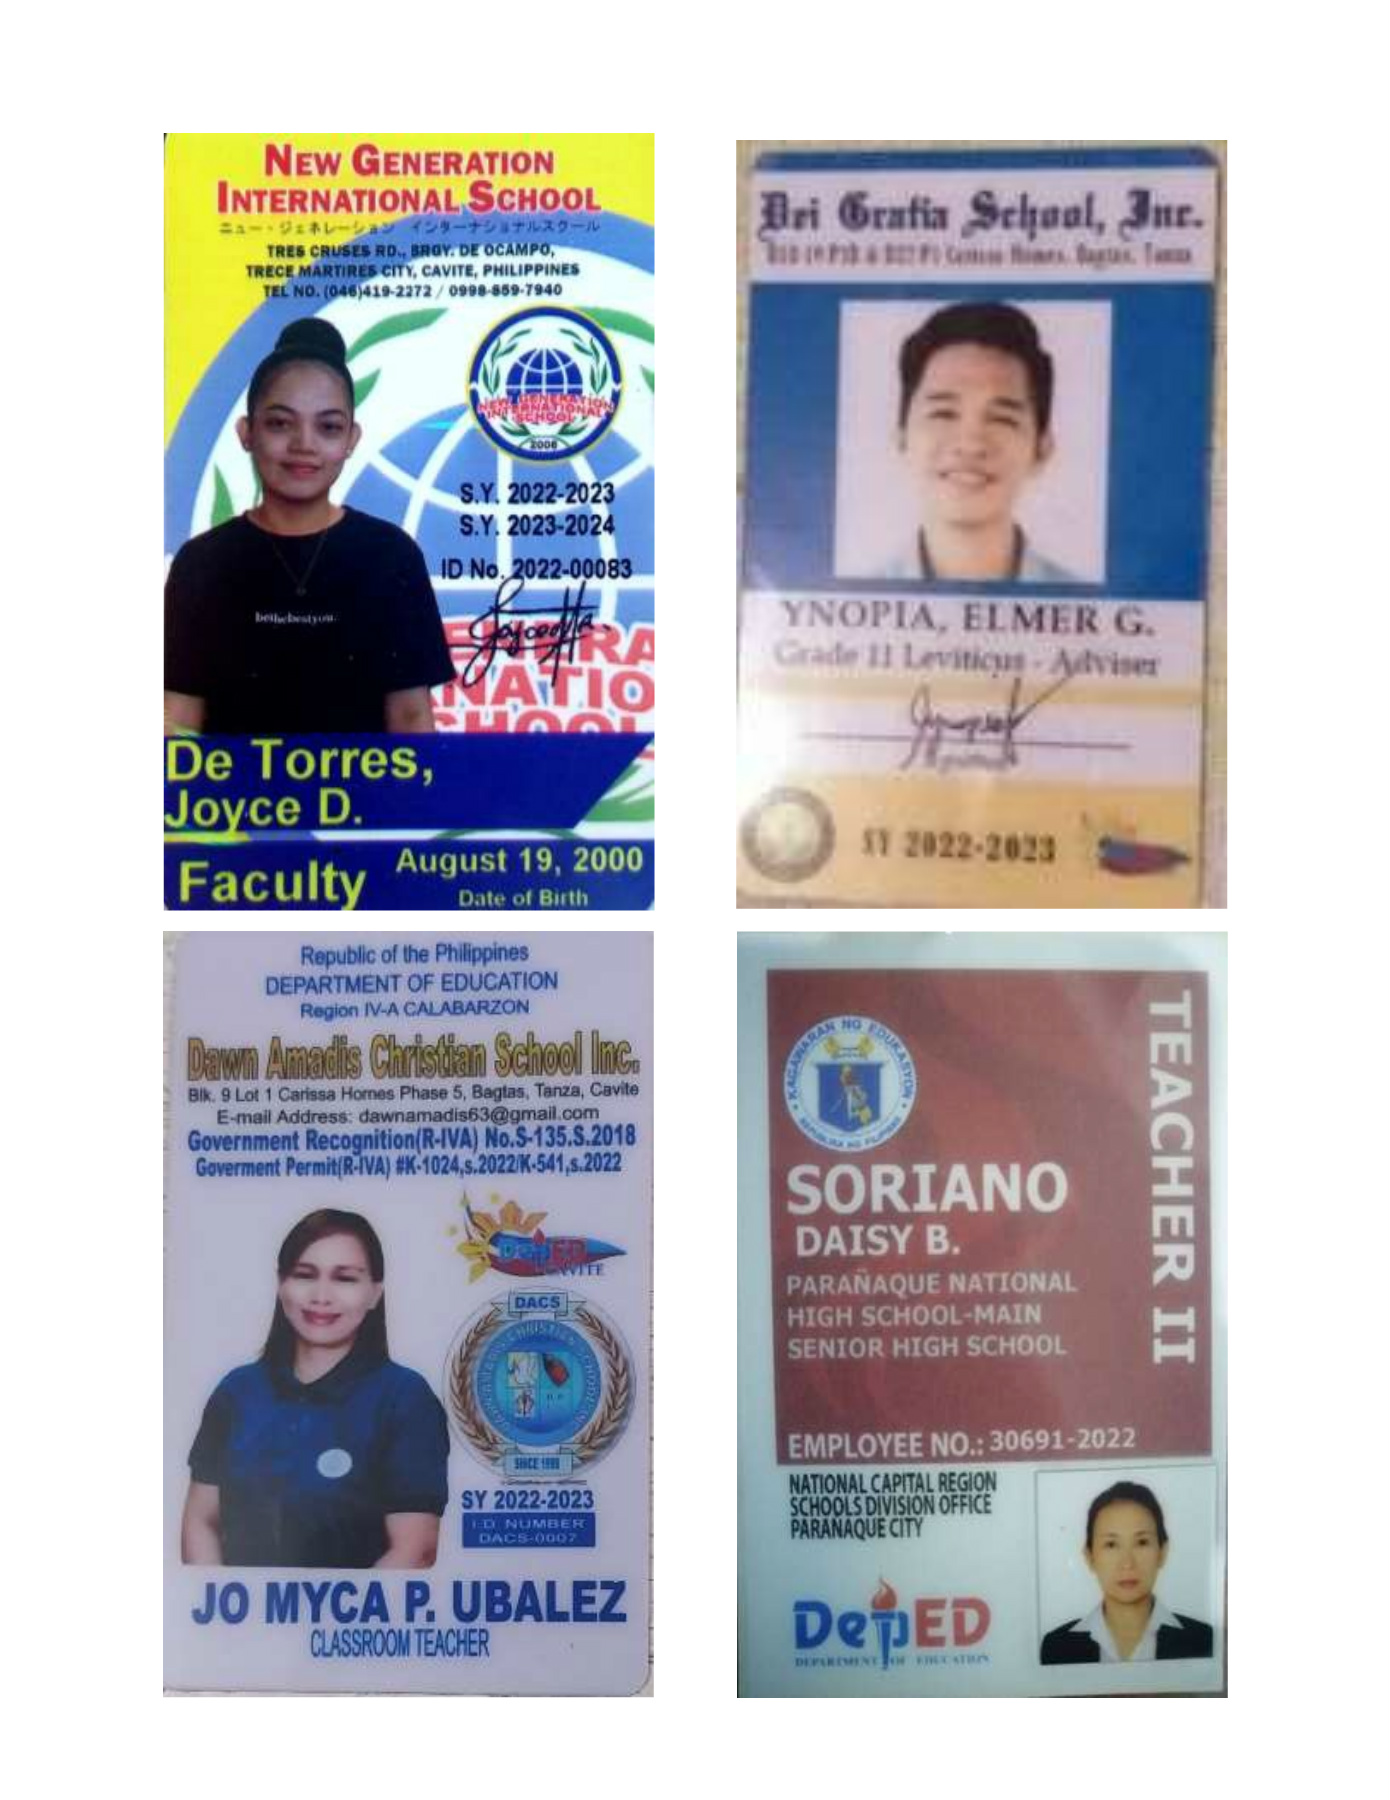 NEW GENERATION
INTERNATIONAL SCHOOL
ニュー・ジェネレーション インターナショナルスクール
TRES CRUSES RD., BRGY. DE OCAMPO,
TRECE MARTIRES CITY, CAVITE, PHILIPPINES
TEL NO. (046)419-2272 / 0998-859-7940
NEW GENERATION
INTERNATIONAL
SCHOOL
2006
S.Y. 2022-2023
S.Y. 2023-2024
ID No. 2022-00083
bethebestyou.
De Torres,
Joyce D.
Faculty
August 19, 2000
Date of Birth
Dei Gratia School, Inc.
Homes, Bagtas, Tanza
YNOPIA, ELMER G.
Grade 11 Leviticus - Adviser
SY 2022-2023
Republic of the Philippines
DEPARTMENT OF EDUCATION
Region IV-A CALABARZON
Dawn Amadis Christian School Inc.
Blk. 9 Lot 1 Carissa Homes Phase 5, Bagtas, Tanza, Cavite
E-mail Address: dawnamadis63@gmail.com
Government Recognition(R-IVA) No.S-135.S.2018
Goverment Permit(R-IVA) #K-1024,s.2022/K-541,s.2022
DepED
CAVITE
DACS
SINCE 1998
SY 2022-2023
I.D. NUMBER
DACS-0007
JO MYCA P. UBALEZ
CLASSROOM TEACHER
KAGAWARAN NG EDUKASYON
REPUBLIKA NG PILIPINAS
TEACHER II
SORIANO
DAISY B.
PARAÑAQUE NATIONAL
HIGH SCHOOL-MAIN
SENIOR HIGH SCHOOL
EMPLOYEE NO.: 30691-2022
NATIONAL CAPITAL REGION
SCHOOLS DIVISION OFFICE
PARANAQUE CITY
DepED
DEPARTMENT OF EDUCATION